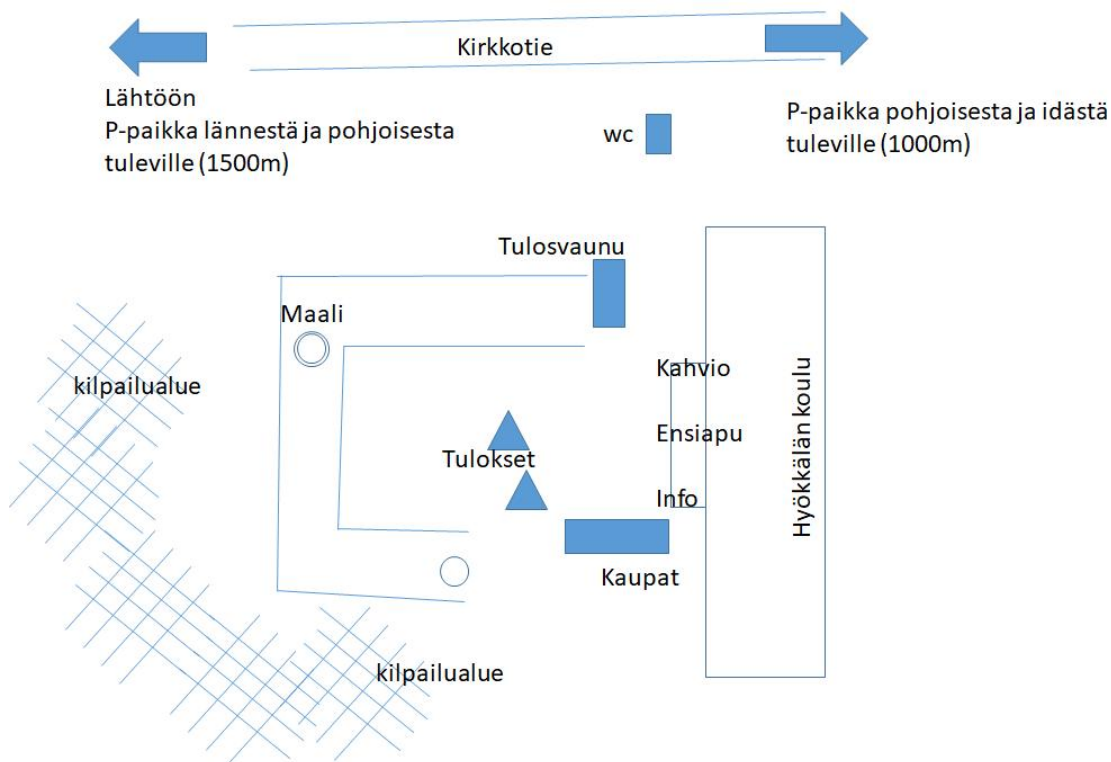 Kirkkotie
Lähtöön
P-paikka lännestä ja pohjoisesta
tuleville (1500m)
P-paikka pohjoisesta ja idästä
tuleville (1000m)
wc
Tulosvaunu
Maali
kilpailualue
Kahvio
Ensiapu
Info
Tulokset
Hyökkälän koulu
Kaupat
kilpailualue